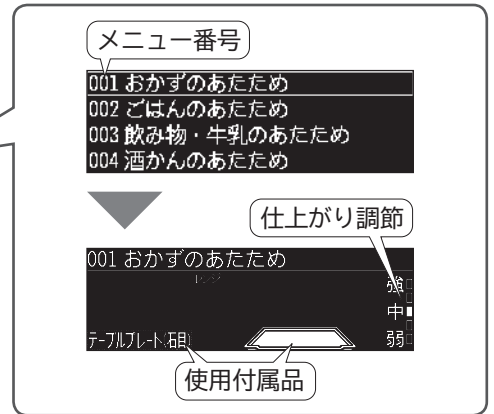 メニュー番号
001 おかずのあたため
002 ごはんのあたため
003 飲み物・牛乳のあたため
004 酒かんのあたため
仕上がり調節
001 おかずのあたため
レンジ
強
中
テーブルプレート(石目)
弱
使用付属品